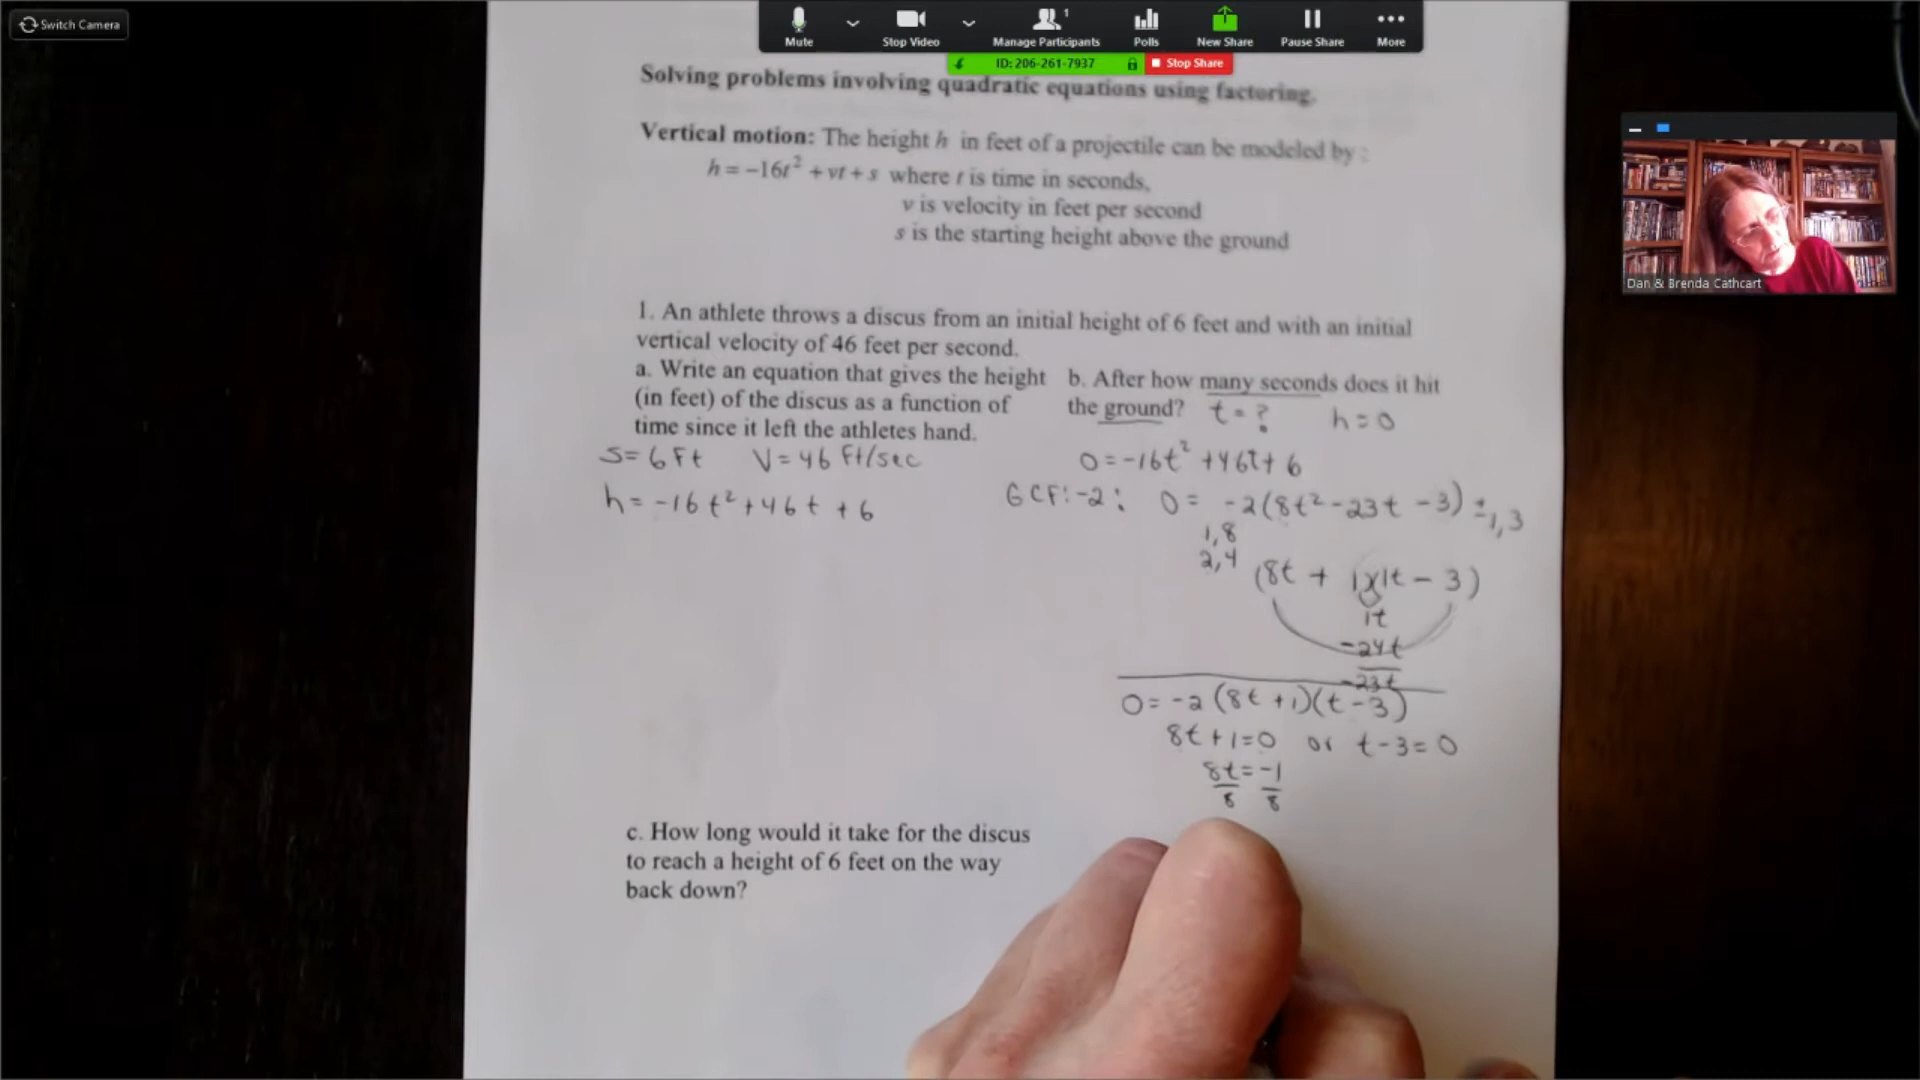 Switch Camera
Mute
Stop Video
1
Manage Participants
Polls
New Share
Pause Share
More
ID: 206-261-7937
Stop Share
Solving problems involving quadratic equations using factoring.
Vertical motion: The height h in feet of a projectile can be modeled by :
h = -16t² + vt + s where t is time in seconds,
v is velocity in feet per second
s is the starting height above the ground
Dan & Brenda Cathcart
1. An athlete throws a discus from an initial height of 6 feet and with an initial
vertical velocity of 46 feet per second.
a. Write an equation that gives the height
(in feet) of the discus as a function of
time since it left the athletes hand.
s = 6 Ft v = 46 ft/sec
h = -16t² + 46t + 6
b. After how many seconds does it hit
the ground? t = ? h = 0
0 = -16t² + 46t + 6
GCF: -2 : 0 = -2(8t² - 23t - 3) ± 1, 3
1, 8
2, 4
(8t + 1)(1t - 3)
1t
-24t
-23t
0 = -2(8t + 1)(t - 3)
8t + 1 = 0 or t - 3 = 0
8t = -1
8 8
c. How long would it take for the discus
to reach a height of 6 feet on the way
back down?